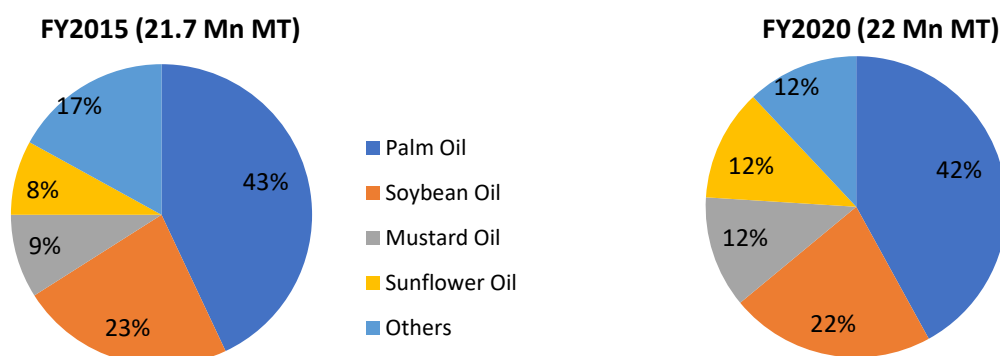 FY2015 (21.7 Mn MT)
17%
43%
8%
9%
23%
Palm Oil
Soybean Oil
Mustard Oil
Sunflower Oil
Others
FY2020 (22 Mn MT)
12%
42%
12%
12%
22%